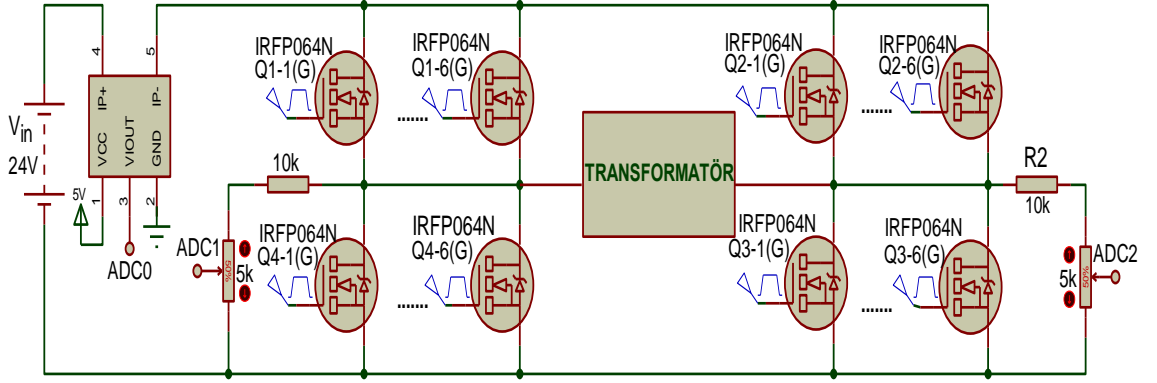 IRFP064N
Q1-1(G)
IRFP064N
Q1-6(G)
IRFP064N
Q2-1(G)
IRFP064N
Q2-6(G)
4
5
IP+
IP-
VCC
VIOUT
GND
1
3
2
Vin
24V
5V
ADC0
10k
.......
.......
TRANSFORMATÖR
R2
10k
ADC1
50%
5k
IRFP064N
Q4-1(G)
IRFP064N
Q4-6(G)
IRFP064N
Q3-1(G)
IRFP064N
Q3-6(G)
.......
.......
ADC2
50%
5k